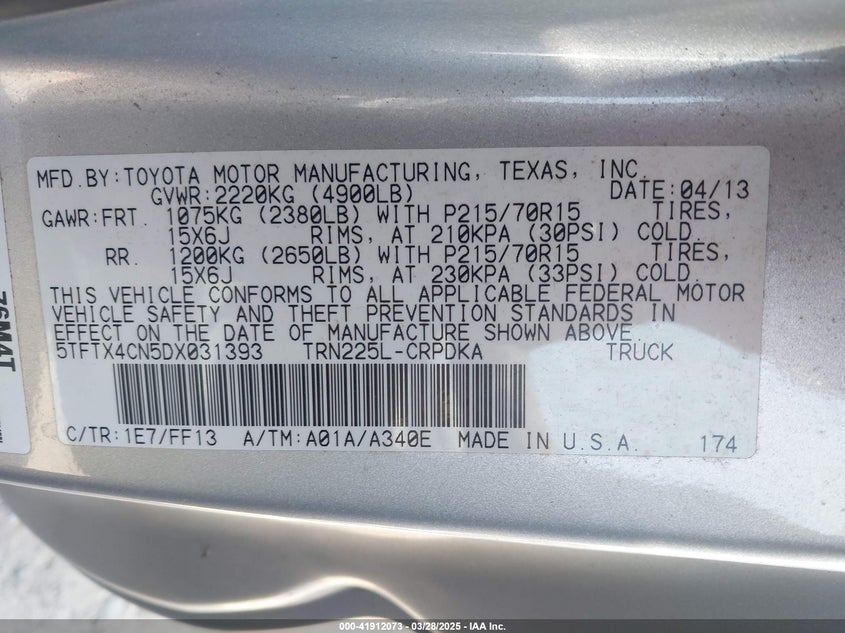 MFD.BY:TOYOTA MOTOR MANUFACTURING, TEXAS, INC.
GVWR:2220KG (4900LB) DATE:04/13
GAWR:FRT. 1075KG (2380LB) WITH P215/70R15 TIRES,
15X6J RIMS, AT 210KPA (30PSI) COLD.
RR. 1200KG (2650LB) WITH P215/70R15 TIRES,
15X6J RIMS, AT 230KPA (33PSI) COLD.
THIS VEHICLE CONFORMS TO ALL APPLICABLE FEDERAL MOTOR
VEHICLE SAFETY AND THEFT PREVENTION STANDARDS IN
EFFECT ON THE DATE OF MANUFACTURE SHOWN ABOVE.
5TFTX4CN5DX031393 TRN225L-CRPDKA TRUCK
C/TR:1E7/FF13 A/TM:A01A/A340E MADE IN U.S.A. 174
76M4T
000-41912073 — 03/28/2025 — IAA Inc.